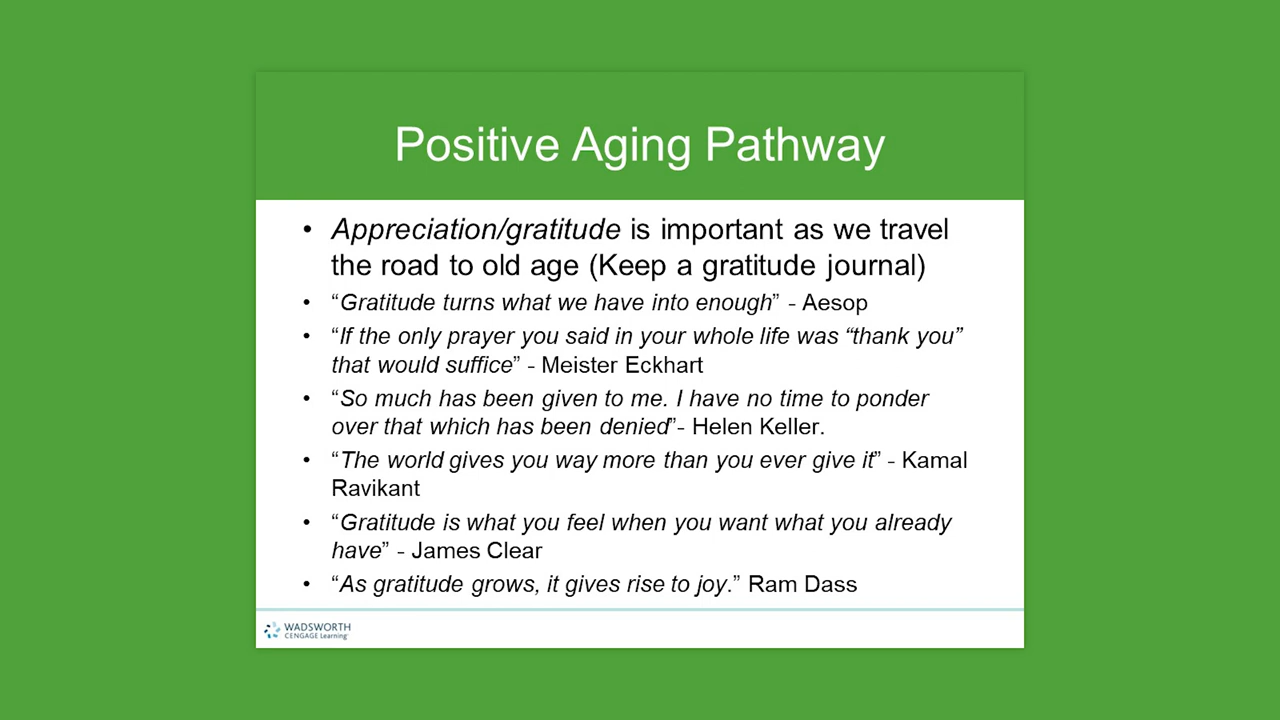 Positive Aging Pathway
• Appreciation/gratitude is important as we travel
the road to old age (Keep a gratitude journal)
• “Gratitude turns what we have into enough” - Aesop
• “If the only prayer you said in your whole life was “thank you”
that would suffice” - Meister Eckhart
• “So much has been given to me. I have no time to ponder
over that which has been denied”- Helen Keller.
• “The world gives you way more than you ever give it” - Kamal
Ravikant
• “Gratitude is what you feel when you want what you already
have” - James Clear
• “As gratitude grows, it gives rise to joy.” Ram Dass
WADSWORTH
CENGAGE Learning